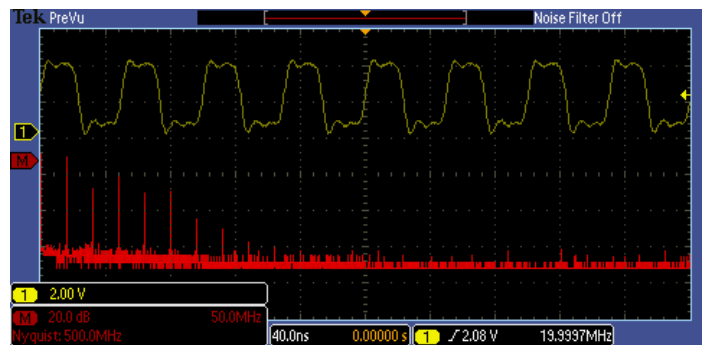 Tek PreVu Noise Filter Off
1
M
1 2.00 V
M 20.0 dB 50.0MHz
Nyquist: 500.0MHz
40.0ns 0.00000 s 1 2.08 V 19.9997MHz